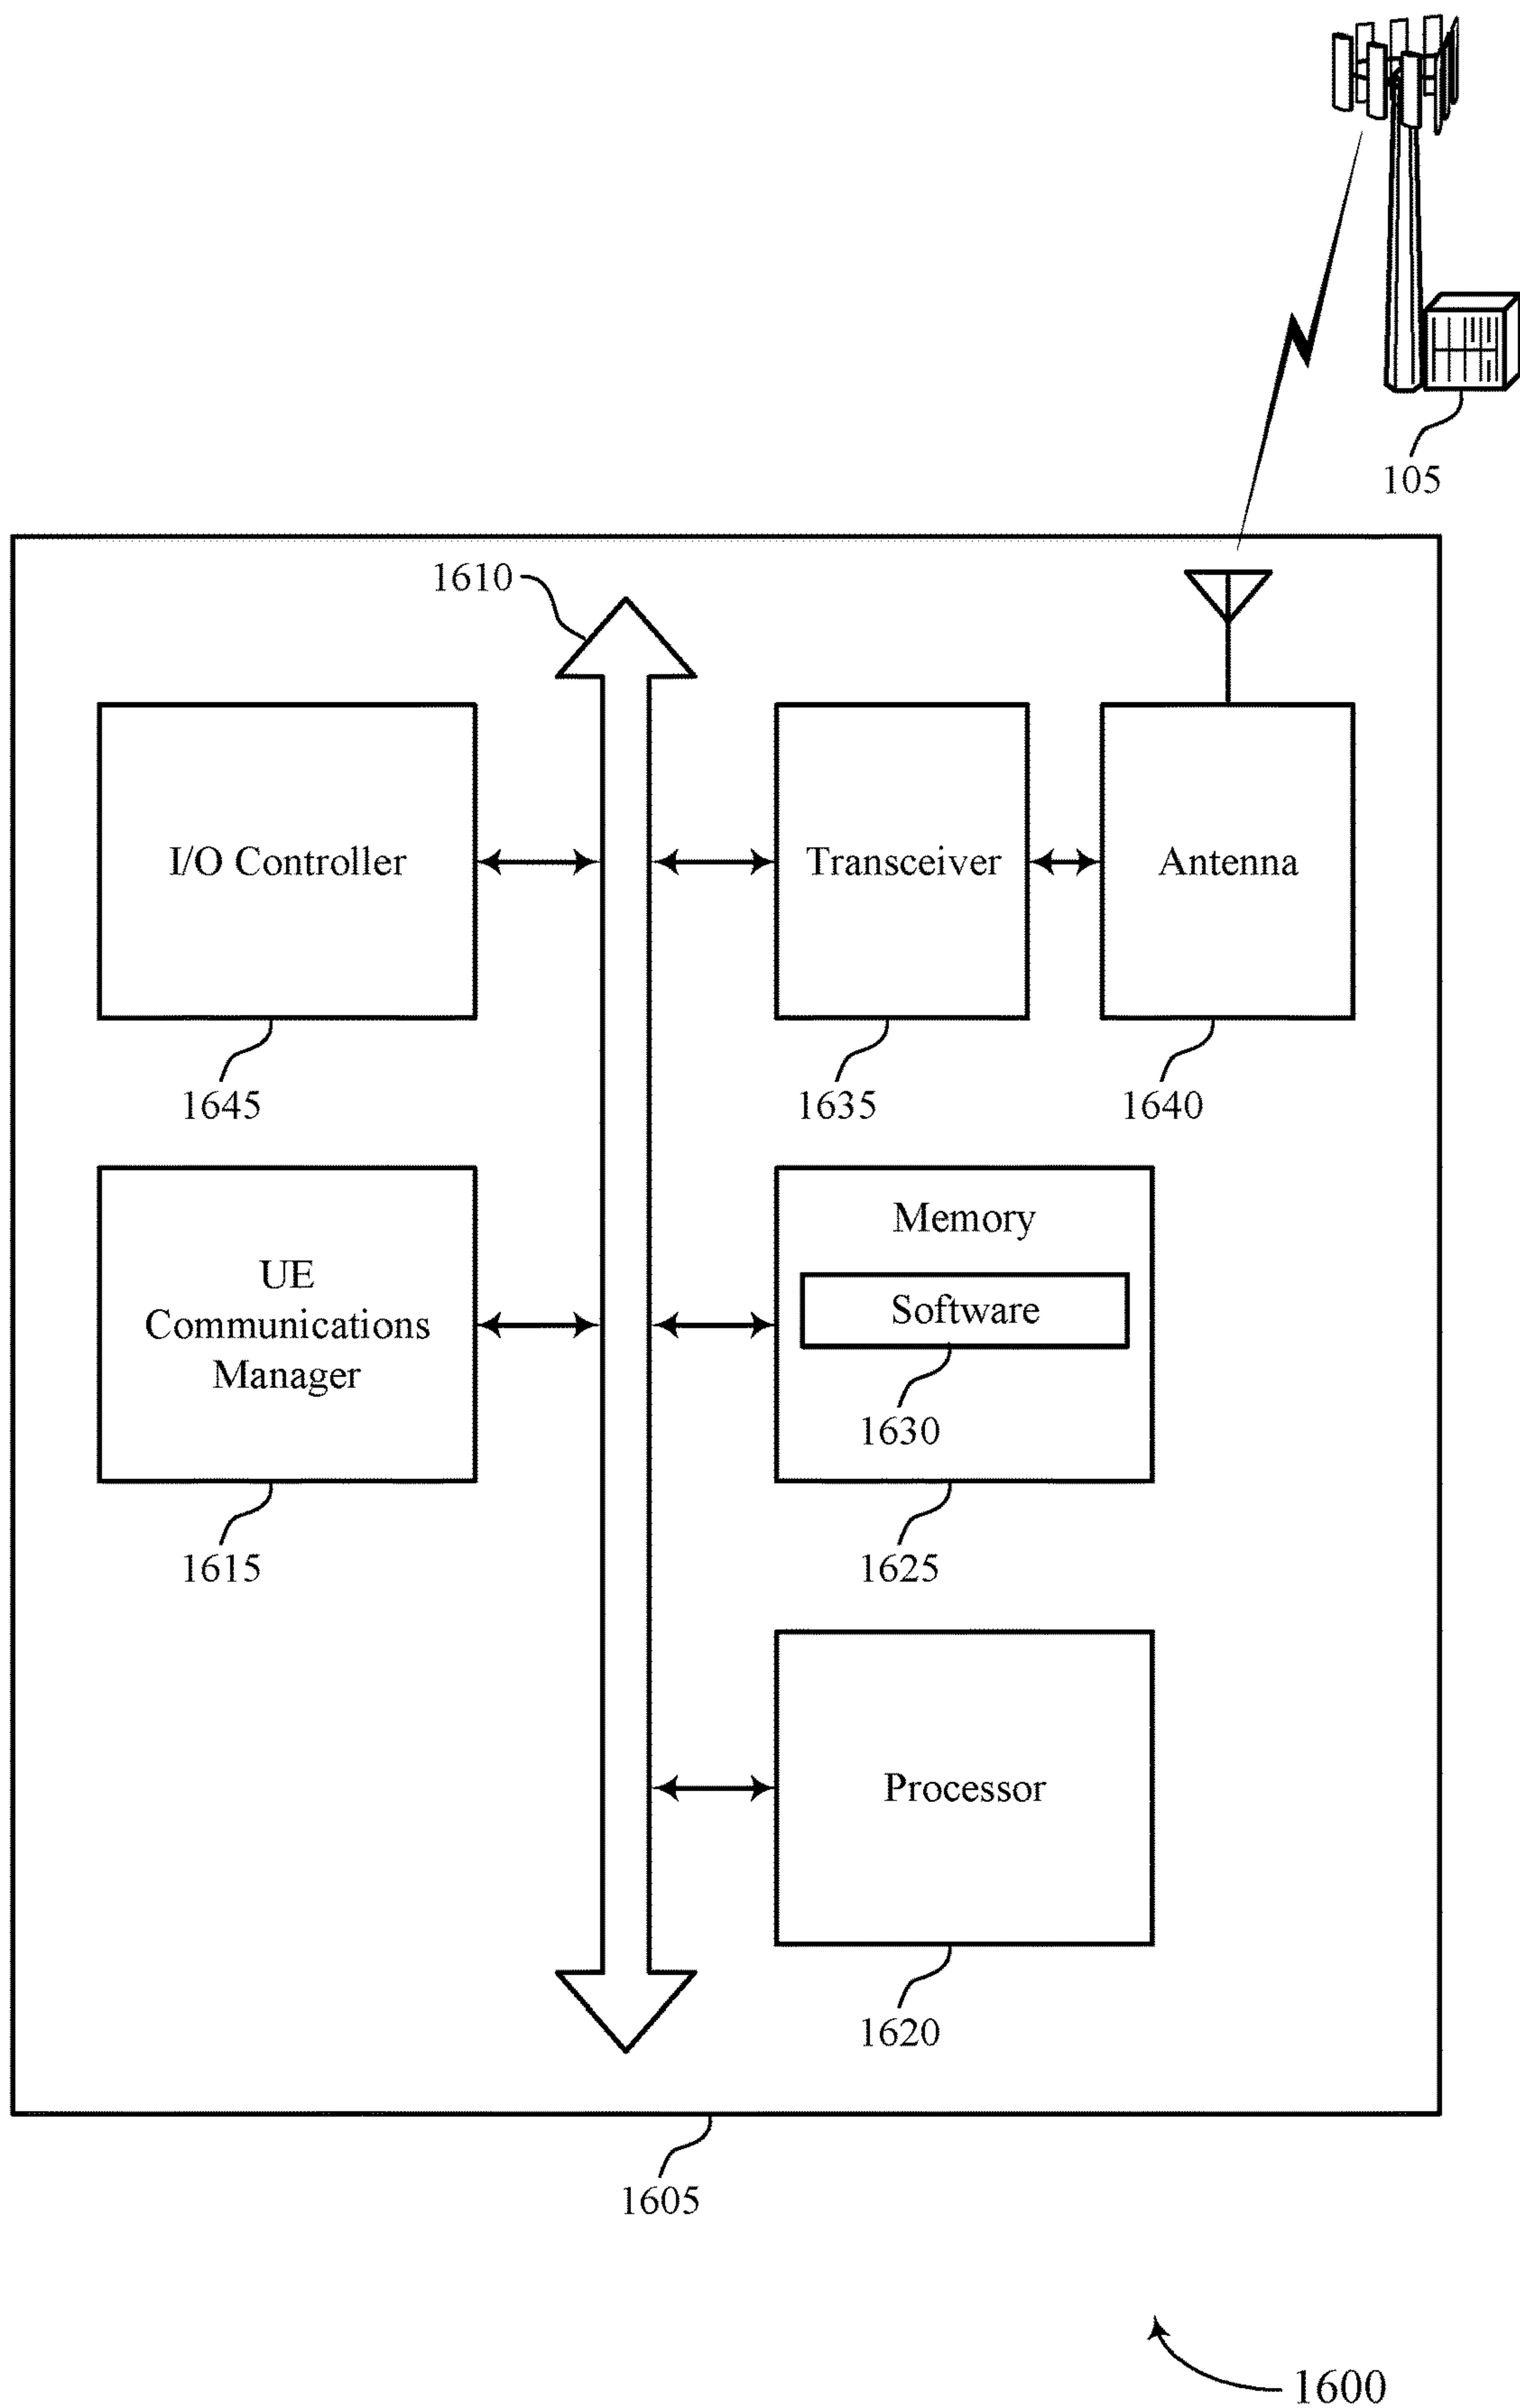 105
1610
I/O Controller
Transceiver
Antenna
1645
1635
1640
UE
Communications
Manager
Memory
Software
1630
1615
1625
Processor
1620
1605
1600